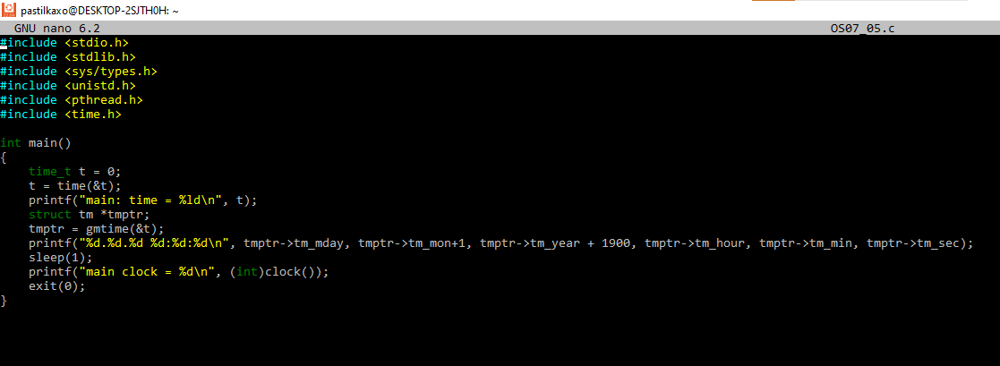 pastilkaxo@DESKTOP-2SJTH0H: ~
GNU nano 6.2 OS07_05.c
#include <stdio.h>
#include <stdlib.h>
#include <sys/types.h>
#include <unistd.h>
#include <pthread.h>
#include <time.h>
int main()
{
    time_t t = 0;
    t = time(&t);
    printf("main: time = %ld\n", t);
    struct tm *tmptr;
    tmptr = gmtime(&t);
    printf("%d.%d.%d %d:%d:%d\n", tmptr->tm_mday, tmptr->tm_mon+1, tmptr->tm_year + 1900, tmptr->tm_hour, tmptr->tm_min, tmptr->tm_sec);
    sleep(1);
    printf("main clock = %d\n", (int)clock());
    exit(0);
}